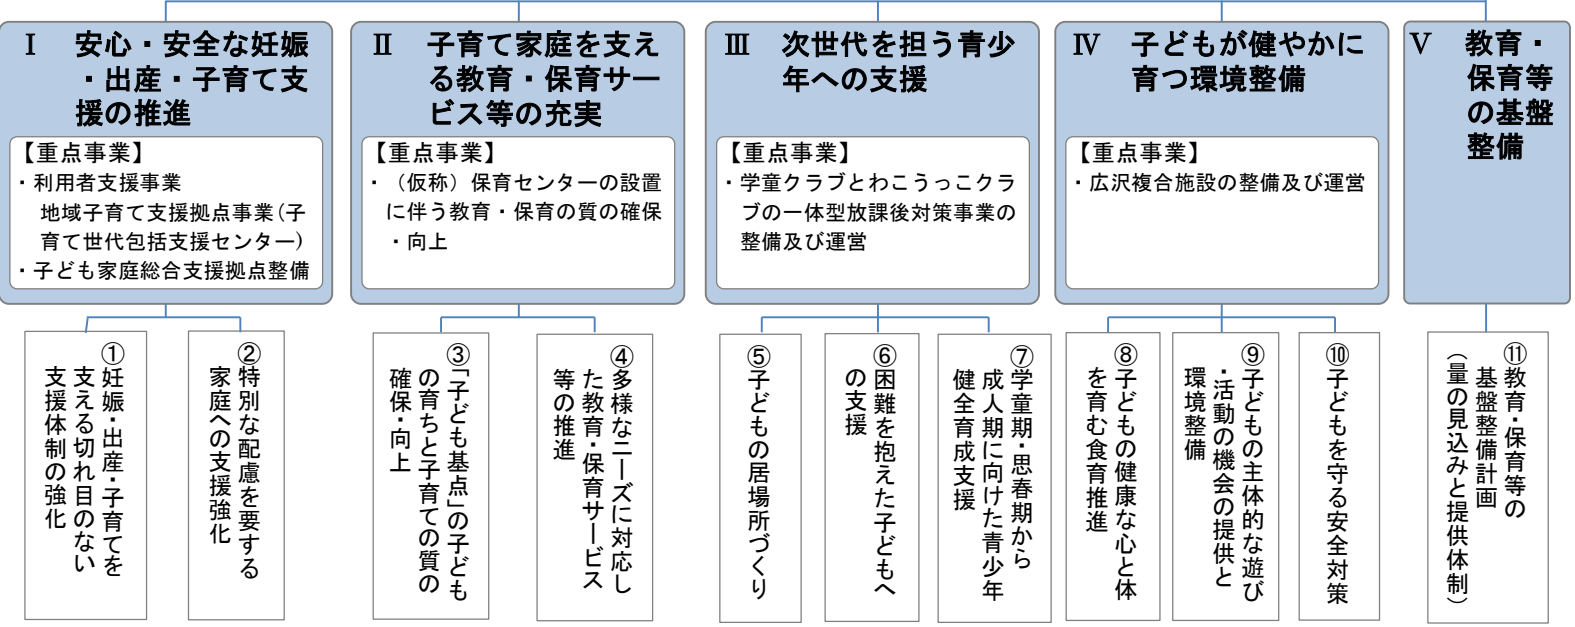 Ⅰ 安心・安全な妊娠
・出産・子育て支
援の推進
【重点事業】
・利用者支援事業
地域子育て支援拠点事業(子
育て世代包括支援センター)
・子ども家庭総合支援拠点整備
Ⅱ 子育て家庭を支え
る教育・保育サー
ビス等の充実
【重点事業】
・（仮称）保育センターの設置
に伴う教育・保育の質の確保
・向上
Ⅲ 次世代を担う青少
年への支援
【重点事業】
・学童クラブとわこうっこクラ
ブの一体型放課後対策事業の
整備及び運営
Ⅳ 子どもが健やかに
育つ環境整備
【重点事業】
・広沢複合施設の整備及び運営
Ⅴ 教育・
保育等
の基盤
整備
①妊娠・出産・子育てを
支える切れ目のない
支援体制の強化
②特別な配慮を要する
家庭への支援強化
③「子ども基点」の子ども
の育ちと子育ての質の
確保・向上
④多様なニーズに対応し
た教育・保育サービス
等の推進
⑤子どもの居場所づくり
⑥困難を抱えた子どもへ
の支援
⑦学童期・思春期から
成人期に向けた青少年
健全育成支援
⑧子どもの健康な心と体
を育む食育推進
⑨子どもの主体的な遊び
・活動の機会の提供と
環境整備
⑩子どもを守る安全対策
⑪教育・保育等の
基盤整備計画
（量の見込みと提供体制）